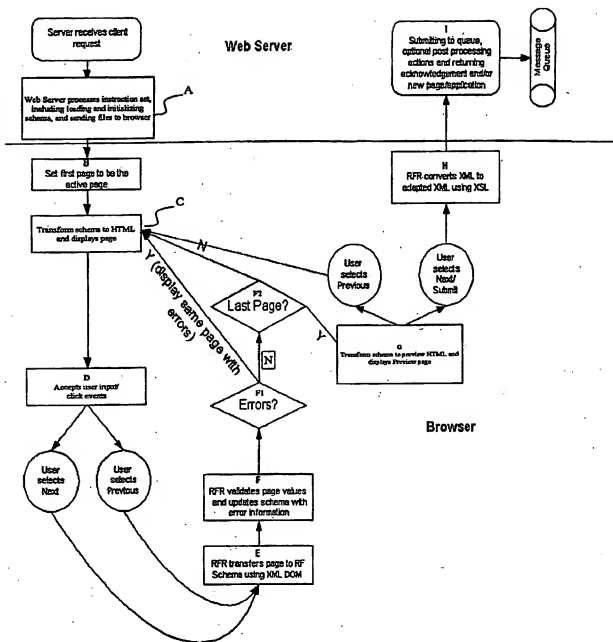 Server receives client
request
Web Server
I
Submitting to queue,
optional post processing
actions and returning
acknowledgement and/or
new page/application
Message
Queue
A
Web Server processes instruction set,
including loading and initializing
schema, and sending files to browser
B
Set first page to be the
active page
H
RFR converts XML to
adapted XML using XSL
C
Transform schema to HTML
and displays page
N
User
selects
Previous
User
selects
Next/
Submit
Y (display same page with
errors)
F2
Last Page?
Y
G
Transform schema to preview HTML and
displays Preview page
N
D
Accepts user input/
click events
F1
Errors?
Browser
User
selects
Next
User
selects
Previous
F
RFR validates page values
and updates schema with
error information
E
RFR transfers page to RF
Schema using XML DOM